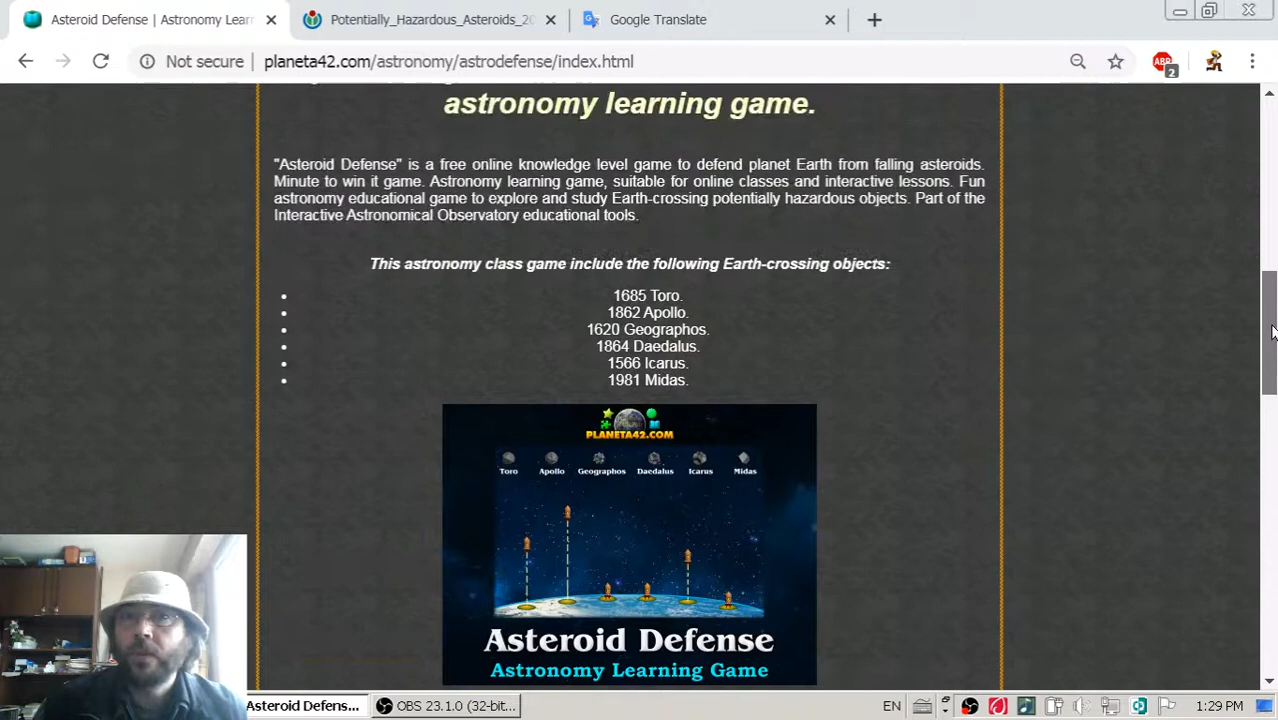 Asteroid Defense | Astronomy Lear
Potentially_Hazardous_Asteroids_20
Google Translate
Not secure
planeta42.com/astronomy/astrodefense/index.html
ABP
2
astronomy learning game.
"Asteroid Defense" is a free online knowledge level game to defend planet Earth from falling asteroids.
Minute to win it game. Astronomy learning game, suitable for online classes and interactive lessons. Fun
astronomy educational game to explore and study Earth-crossing potentially hazardous objects. Part of the
Interactive Astronomical Observatory educational tools.
This astronomy class game include the following Earth-crossing objects:
1685 Toro.
1862 Apollo.
1620 Geographos.
1864 Daedalus.
1566 Icarus.
1981 Midas.
PLANETA42.COM
Toro Apollo Geographos Daedalus Icarus Midas
Asteroid Defense
Astronomy Learning Game
Asteroid Defens...
OBS 23.1.0 (32-bit...
EN
1:29 PM